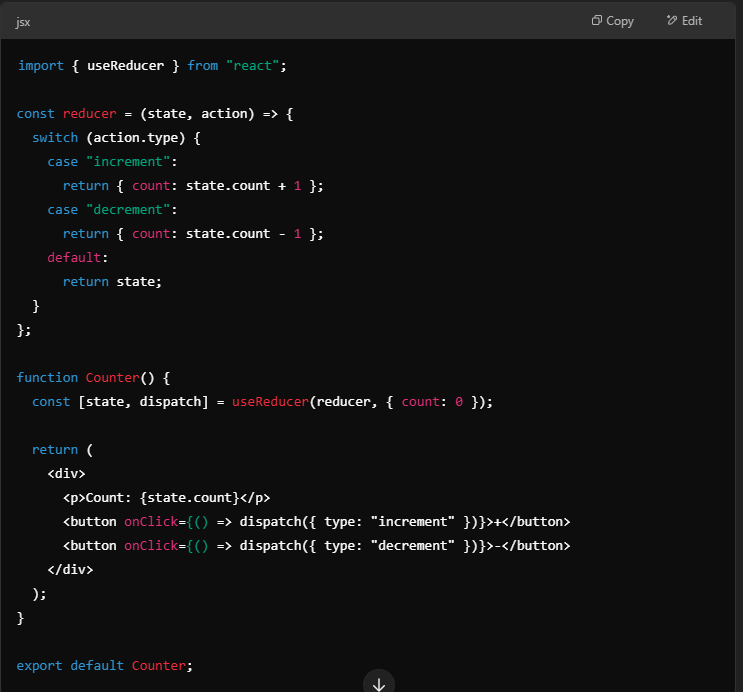 jsx
Copy
Edit
import { useReducer } from "react";
const reducer = (state, action) => {
  switch (action.type) {
    case "increment":
      return { count: state.count + 1 };
    case "decrement":
      return { count: state.count - 1 };
    default:
      return state;
  }
};
function Counter() {
  const [state, dispatch] = useReducer(reducer, { count: 0 });
  return (
    <div>
      <p>Count: {state.count}</p>
      <button onClick={() => dispatch({ type: "increment" })}>+</button>
      <button onClick={() => dispatch({ type: "decrement" })}>-</button>
    </div>
  );
}
export default Counter;